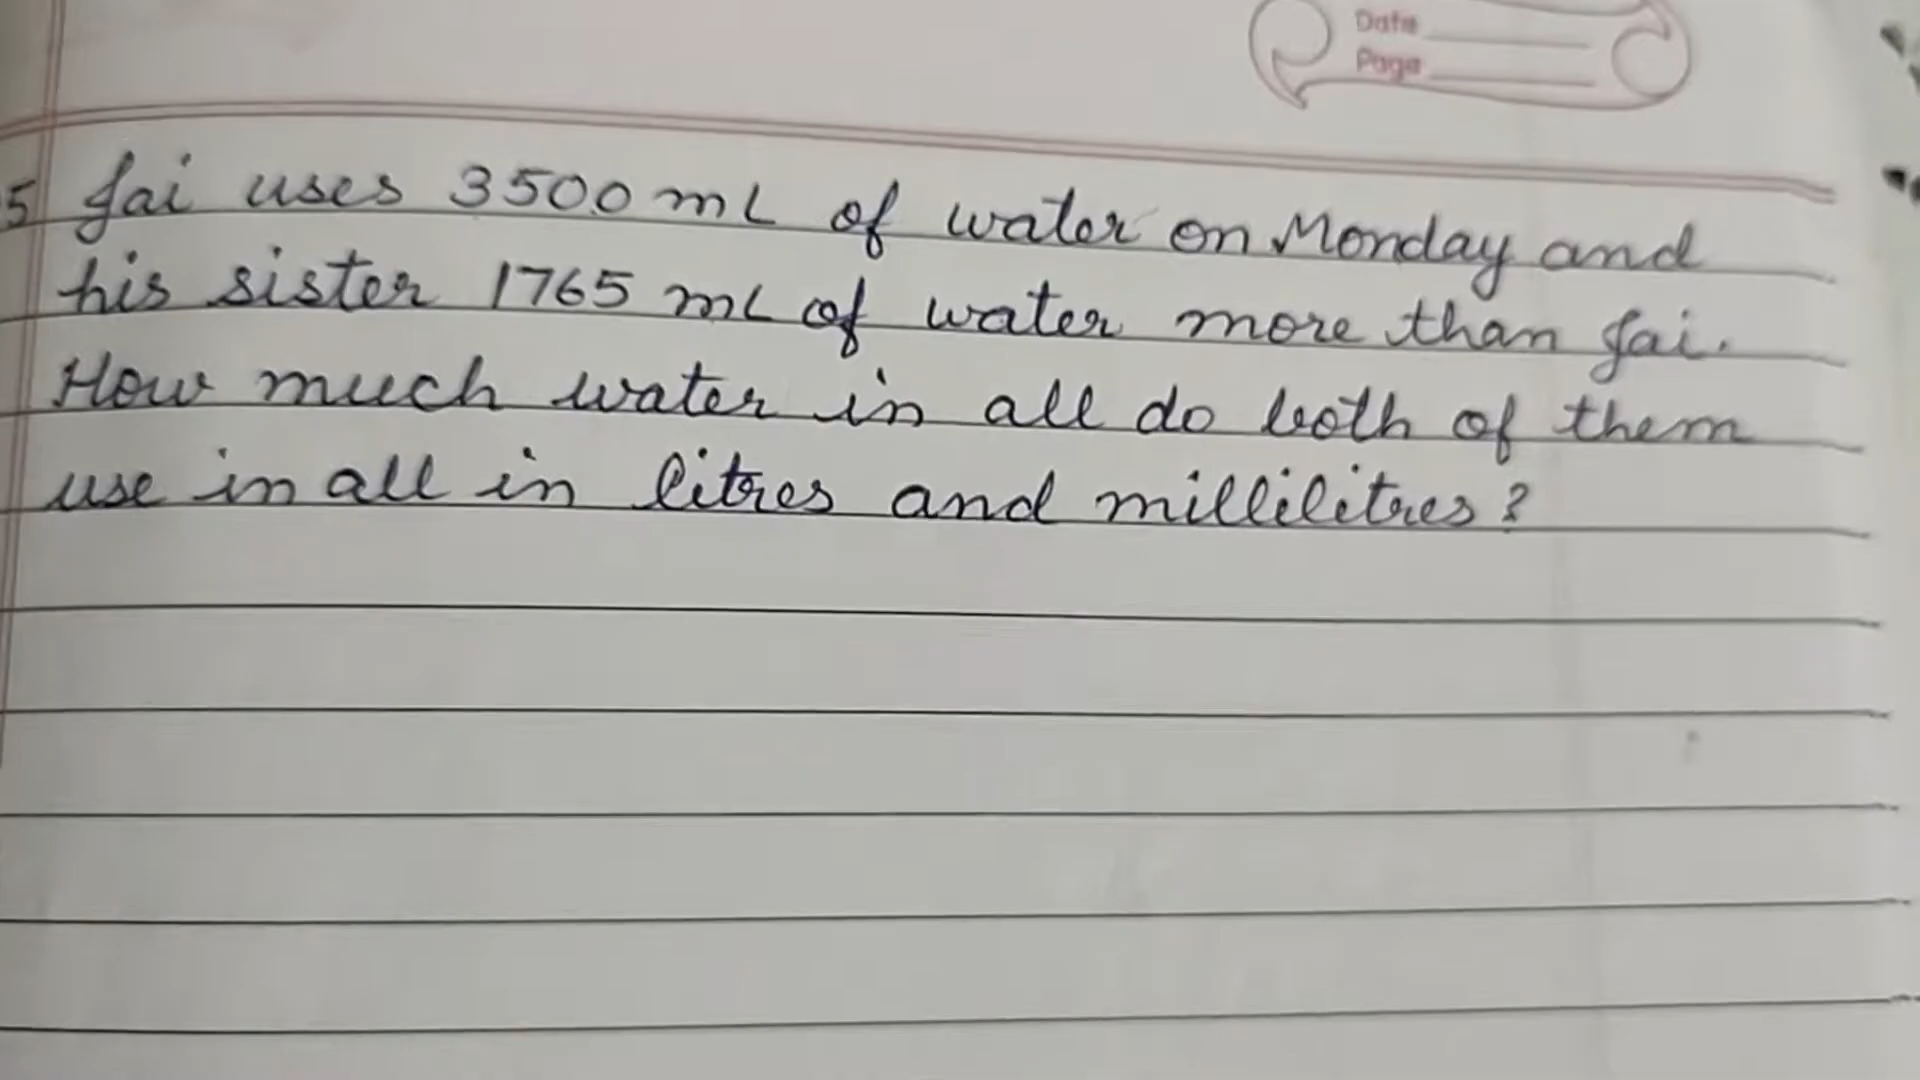 Date
Page
5 Jai uses 3500 mL of water on Monday and
his sister 1765 mL of water more than Jai.
How much water in all do both of them
use in all in litres and millilitres?